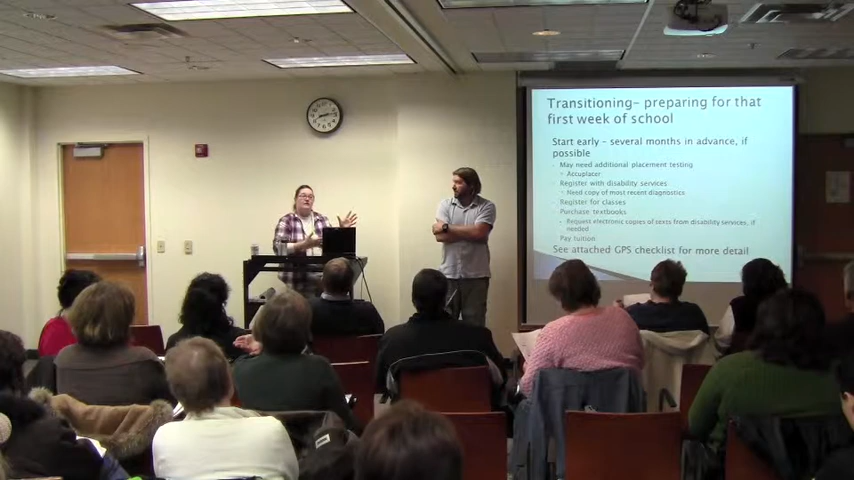 Transitioning– preparing for that
first week of school
Start early – several months in advance, if
possible
May need additional placement testing
Accuplacer
Register with disability services
Need copy of most recent diagnostics
Register for classes
Purchase textbooks
Request electronic copies of texts from disability services, if
needed
Pay tuition
See attached GPS checklist for more detail